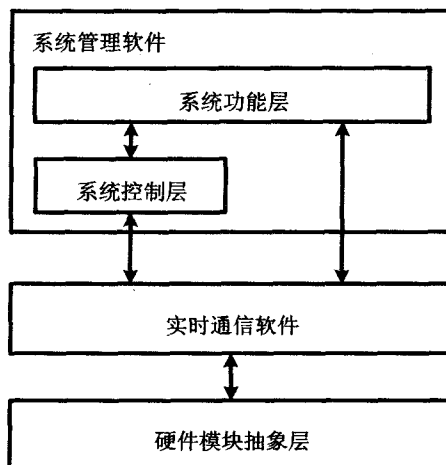 系统管理软件
系统功能层
系统控制层
实时通信软件
硬件模块抽象层